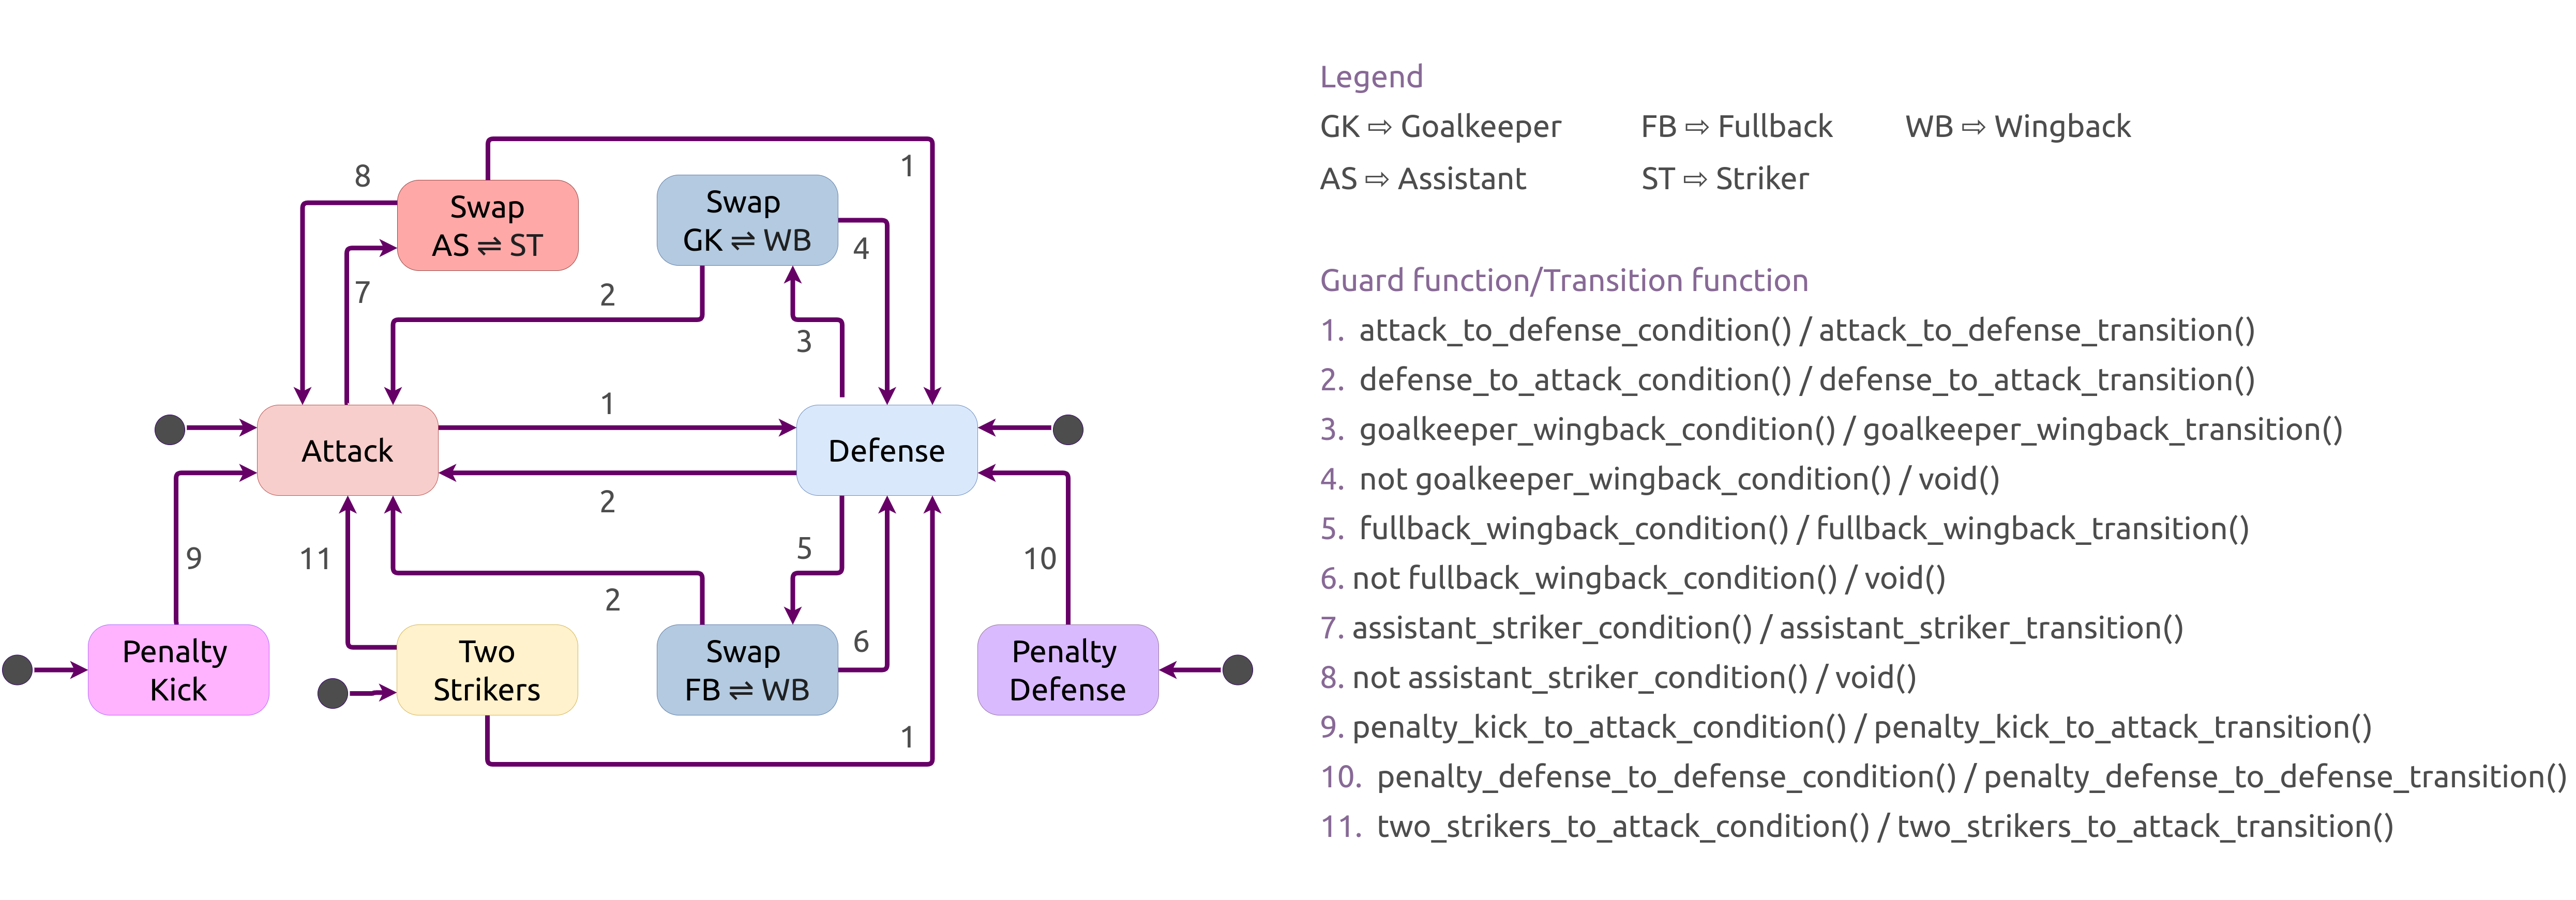 8
1
Swap
AS ⇌ ST
Swap
GK ⇌ WB
4
7
2
3
1
Attack
Defense
2
9
11
5
10
2
6
Penalty
Kick
Two
Strikers
Swap
FB ⇌ WB
Penalty
Defense
1
Legend
GK ⇨ Goalkeeper FB ⇨ Fullback WB ⇨ Wingback
AS ⇨ Assistant ST ⇨ Striker
Guard function/Transition function
1. attack_to_defense_condition() / attack_to_defense_transition()
2. defense_to_attack_condition() / defense_to_attack_transition()
3. goalkeeper_wingback_condition() / goalkeeper_wingback_transition()
4. not goalkeeper_wingback_condition() / void()
5. fullback_wingback_condition() / fullback_wingback_transition()
6. not fullback_wingback_condition() / void()
7. assistant_striker_condition() / assistant_striker_transition()
8. not assistant_striker_condition() / void()
9. penalty_kick_to_attack_condition() / penalty_kick_to_attack_transition()
10. penalty_defense_to_defense_condition() / penalty_defense_to_defense_transition()
11. two_strikers_to_attack_condition() / two_strikers_to_attack_transition()